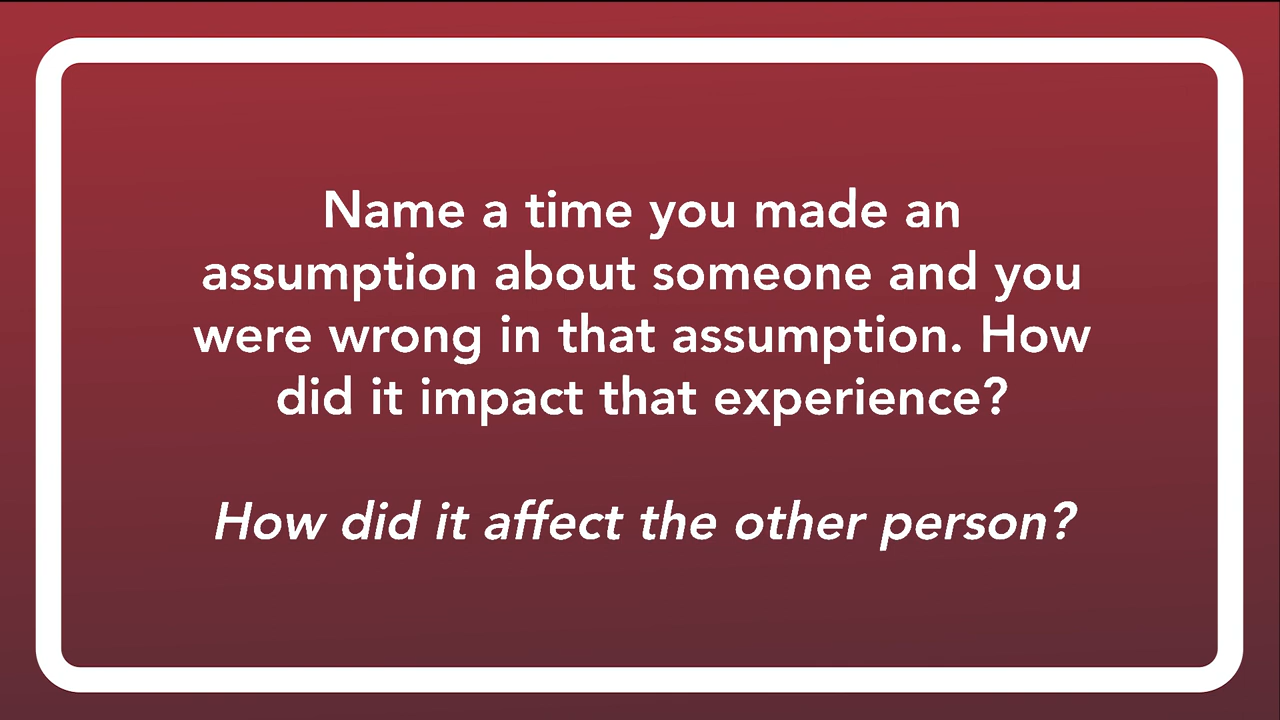 Name a time you made an
assumption about someone and you
were wrong in that assumption. How
did it impact that experience?
How did it affect the other person?